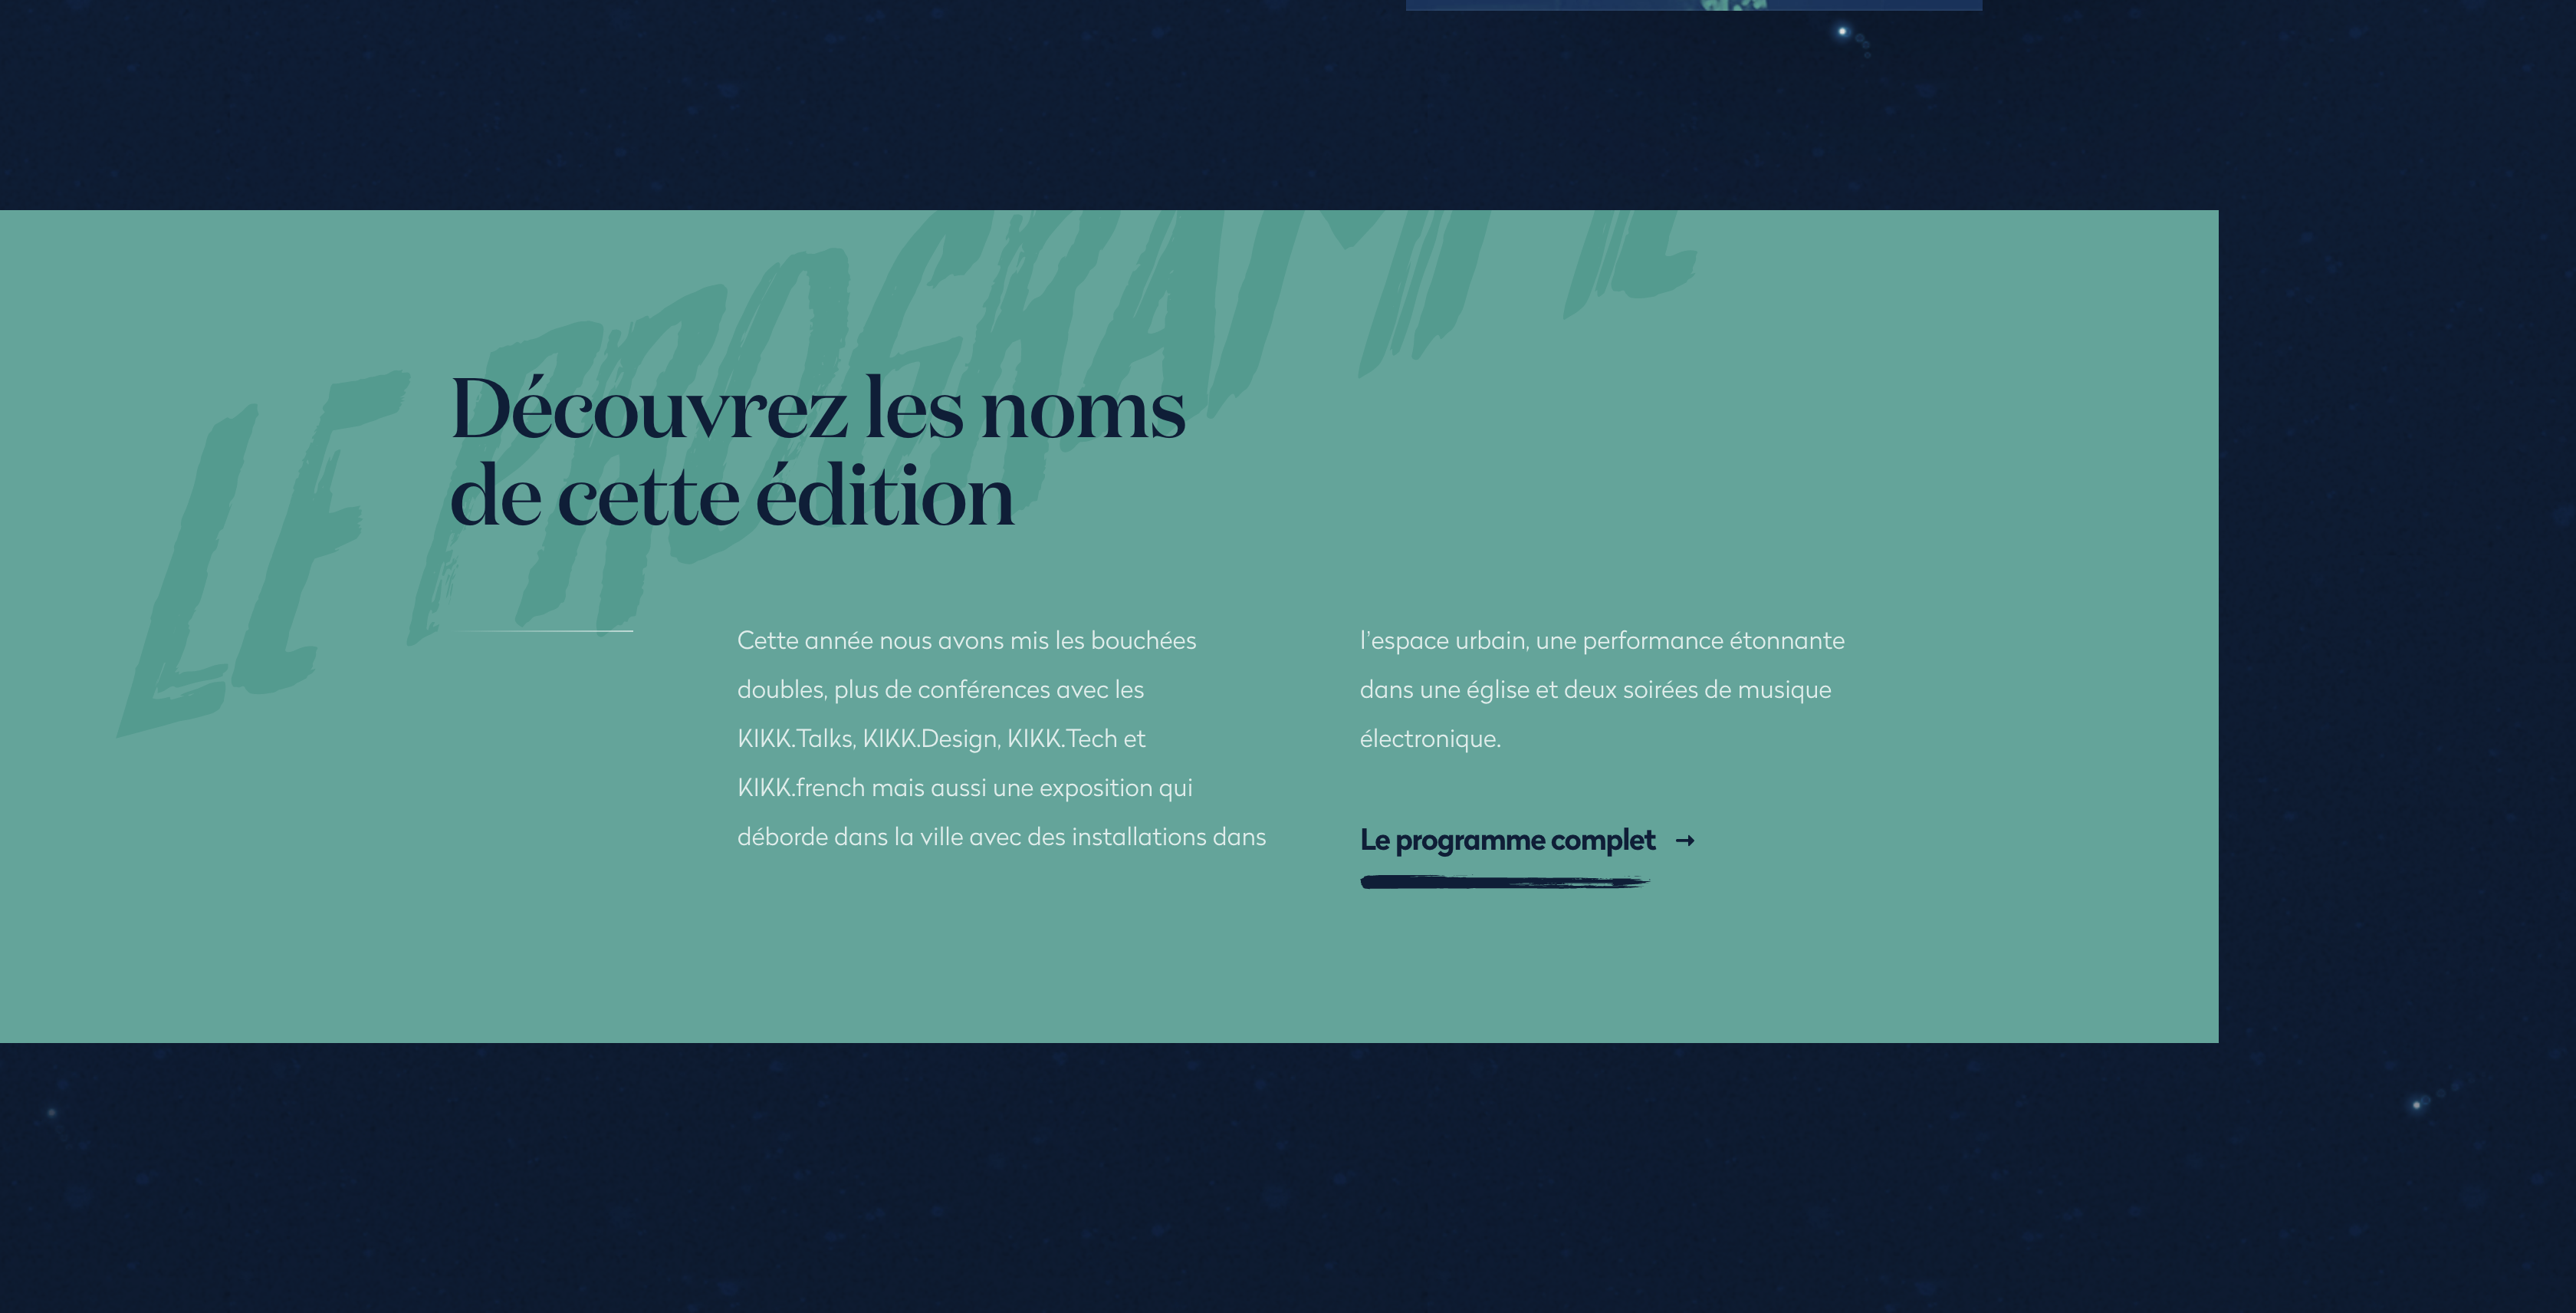 LE PROGRAMME
Découvrez les noms
de cette édition
Cette année nous avons mis les bouchées
doubles, plus de conférences avec les
KIKK.Talks, KIKK.Design, KIKK.Tech et
KIKK.french mais aussi une exposition qui
déborde dans la ville avec des installations dans
l’espace urbain, une performance étonnante
dans une église et deux soirées de musique
électronique.
Le programme complet →